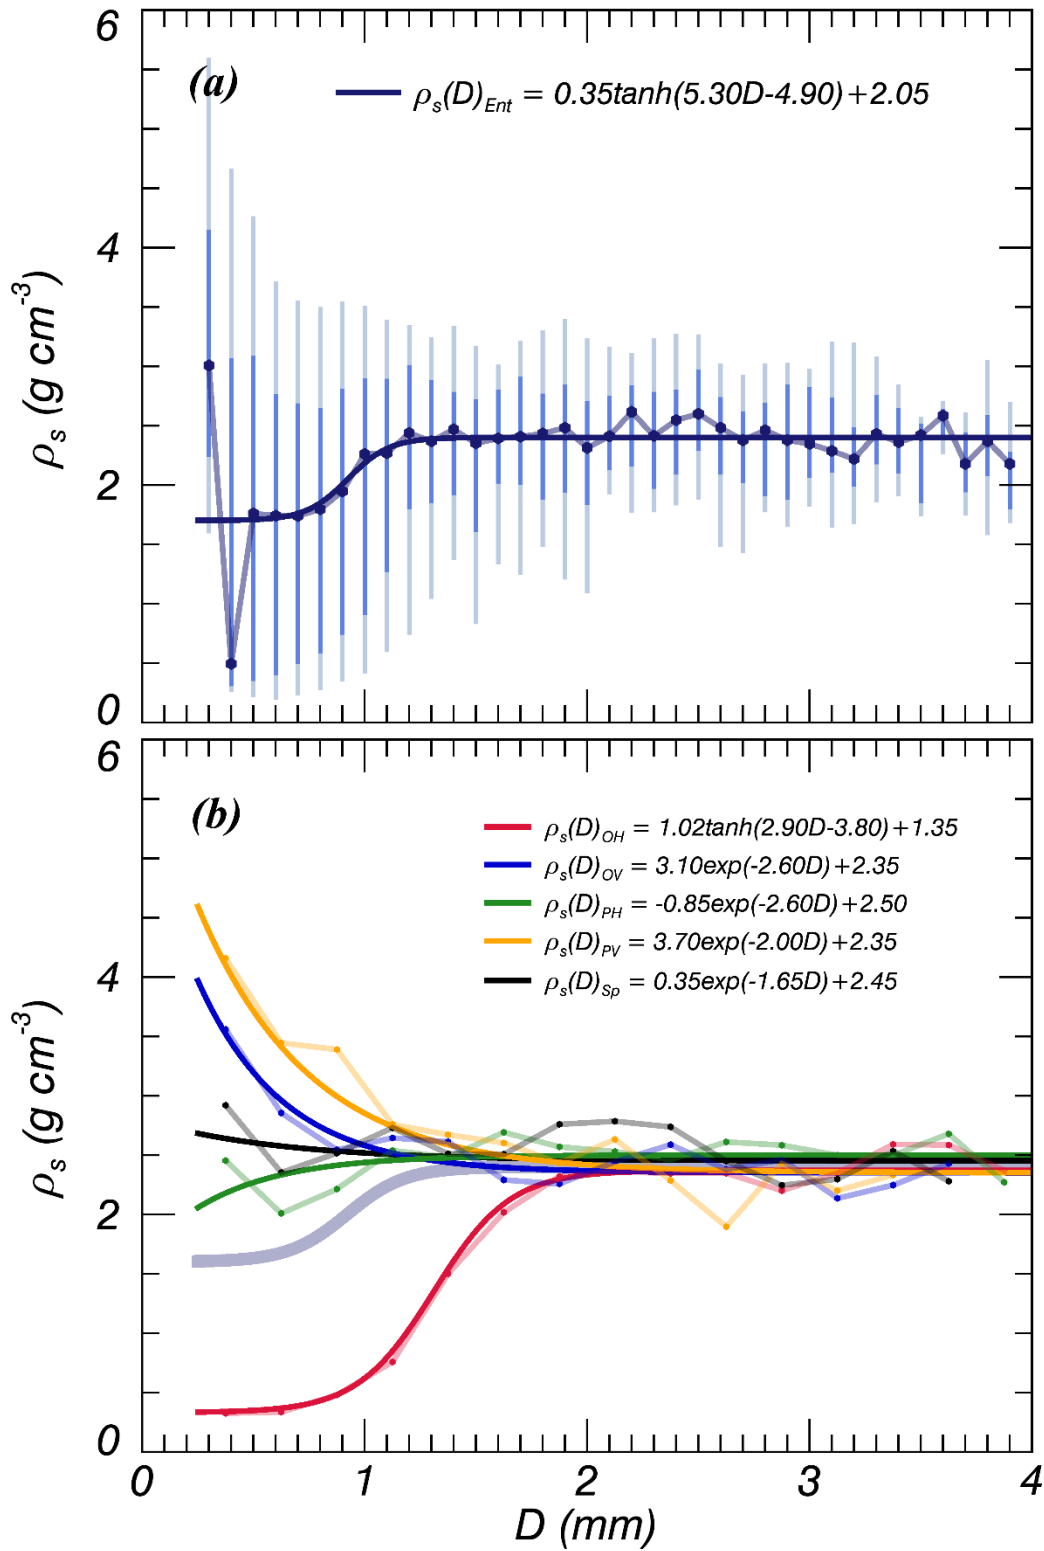 6
(a)
ρs(D)Ent = 0.35tanh(5.30D-4.90)+2.05
4
ρs (g cm-3)
2
0
6
(b)
ρs(D)OH = 1.02tanh(2.90D-3.80)+1.35
ρs(D)OV = 3.10exp(-2.60D)+2.35
ρs(D)PH = -0.85exp(-2.60D)+2.50
ρs(D)PV = 3.70exp(-2.00D)+2.35
ρs(D)Sp = 0.35exp(-1.65D)+2.45
4
ρs (g cm-3)
2
0
0 1 2 3 4
D (mm)